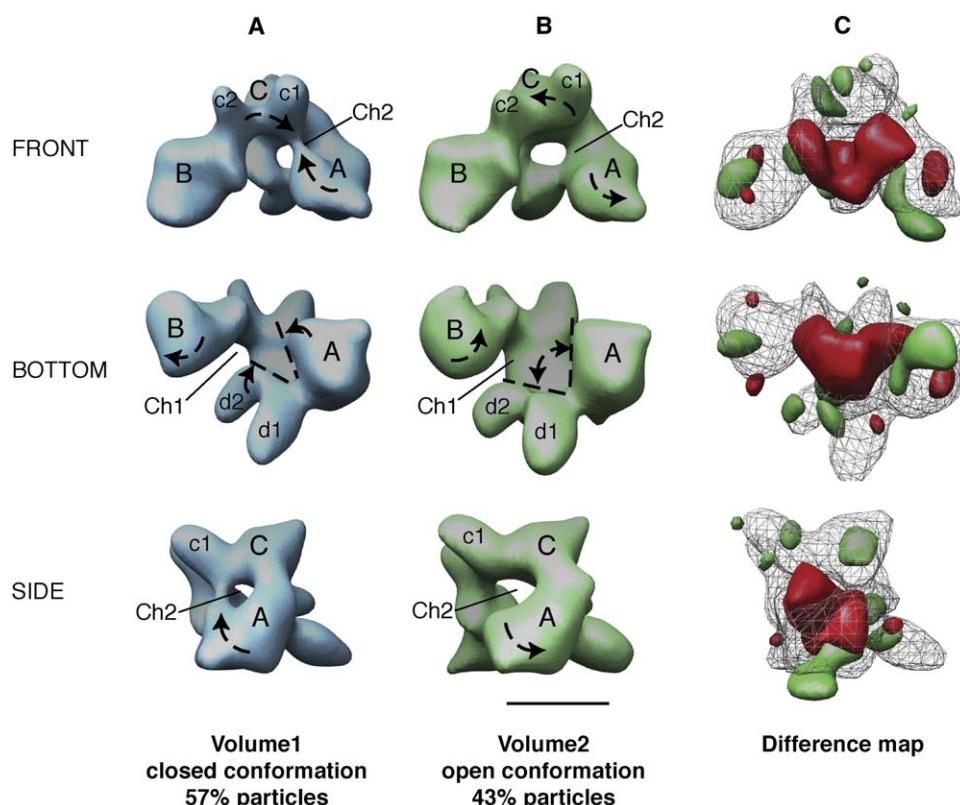 A B C
FRONT
c2 C c1 Ch2 B A
C c1 c2 Ch2 B A
BOTTOM
B A Ch1 d2 d1
B A Ch1 d2 d1
SIDE
c1 C Ch2 A
c1 C Ch2 A
Volume1
closed conformation
57% particles
Volume2
open conformation
43% particles
Difference map